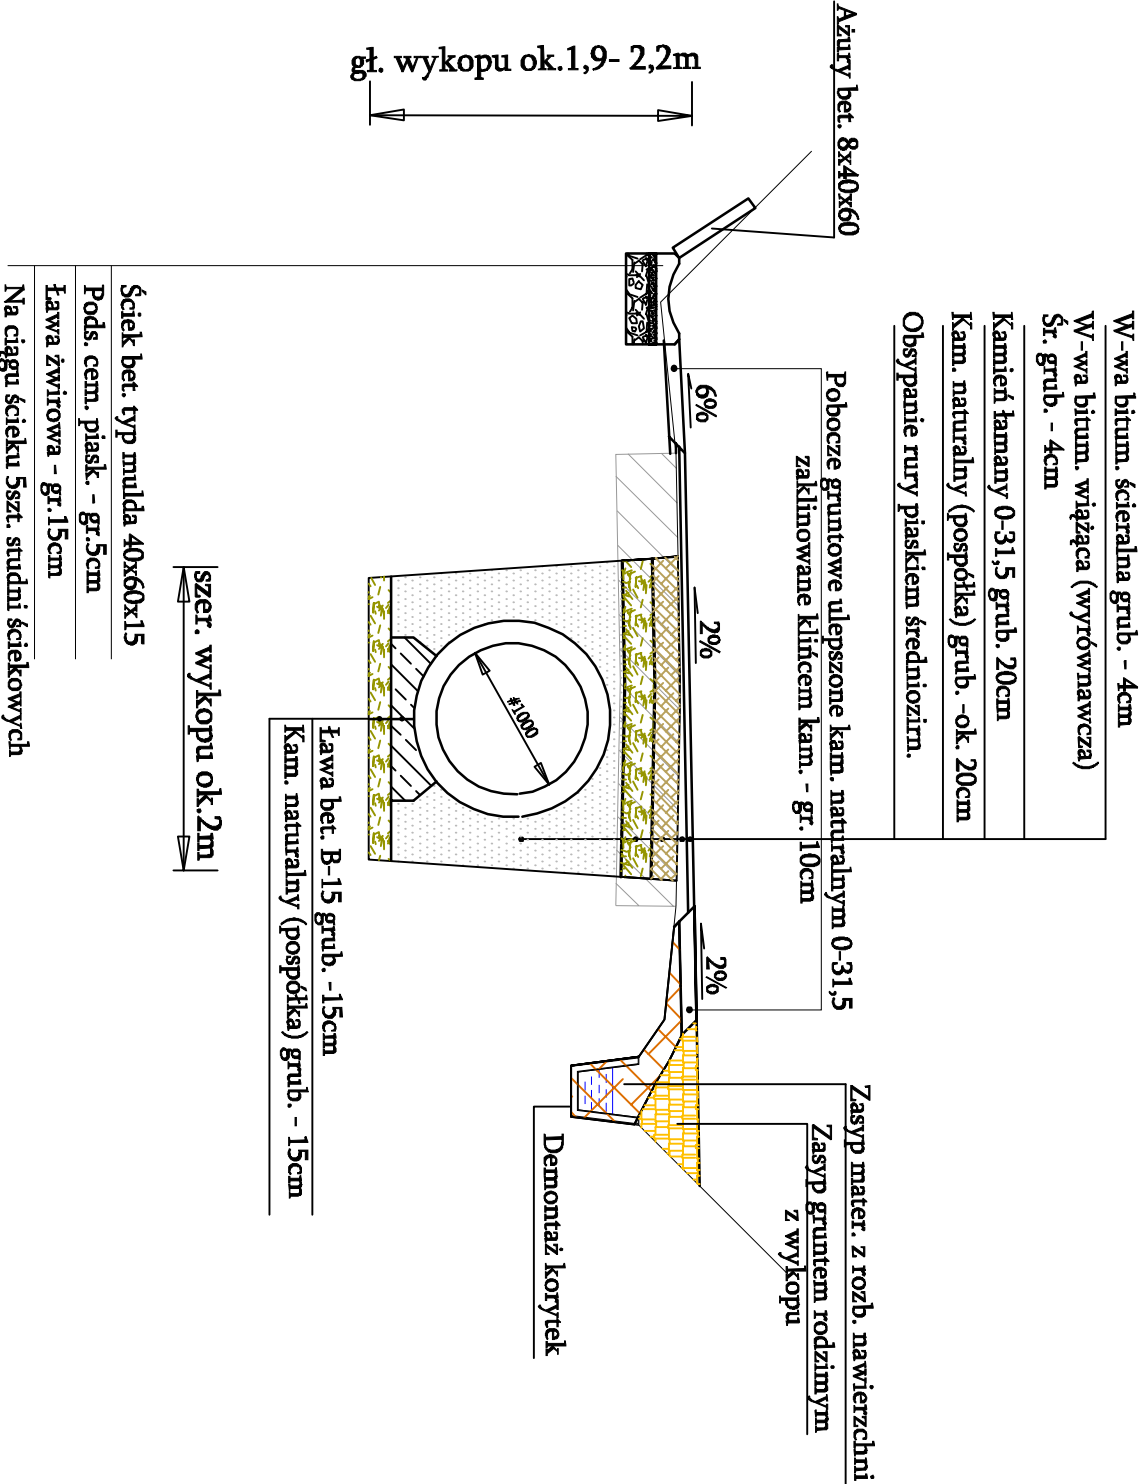 W-wa bitum. ścieralna grub. - 4cm
W-wa bitum. wiążąca (wyrównawcza)
Śr. grub. - 4cm
Kamień łamany 0-31,5 grub. 20cm
Kam. naturalny (pospółka) grub. -ok. 20cm
Obsypanie rury piaskiem średniozirn.
Ażury bet. 8x40x60
Pobocze gruntowe ulepszone kam. naturalnym 0-31,5
zaklinowane klińcem kam. - gr. 10cm
Zasyp mater. z rozb. nawierzchni
Zasyp gruntem rodzimym
z wykopu
6%
2%
2%
gł. wykopu ok.1,9- 2,2m
#1000
Demontaż korytek
Ława bet. B-15 grub. -15cm
Kam. naturalny (pospółka) grub. - 15cm
szer. wykopu ok.2m
Ściek bet. typ mulda 40x60x15
Pods. cem. piask. - gr.5cm
Ława żwirowa - gr.15cm
Na ciągu ścieku 5szt. studni ściekowych